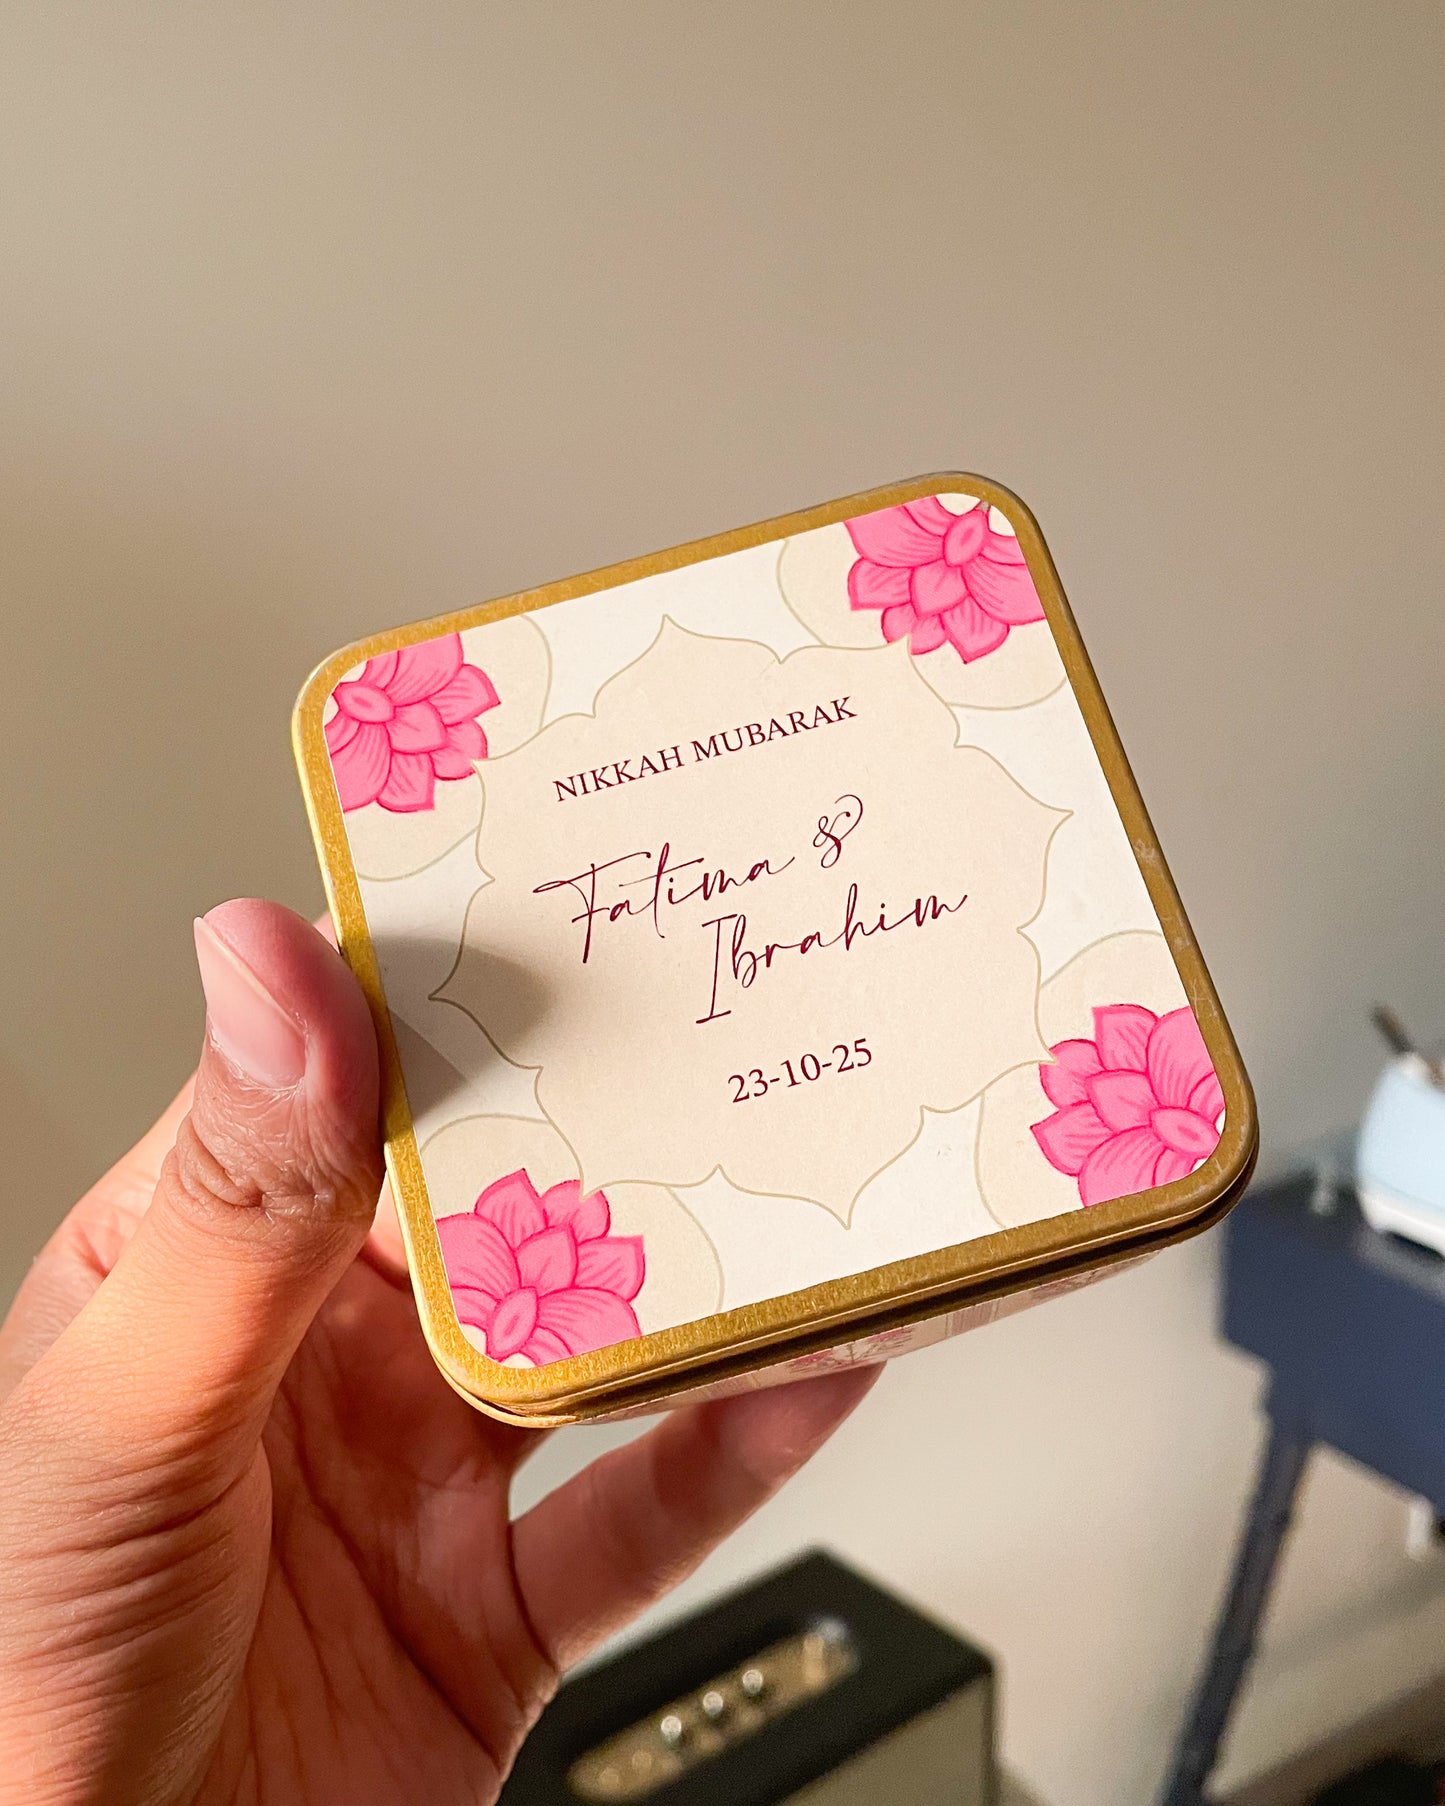 NIKKAH MUBARAK
Fatima &
Ibrahim
23-10-25